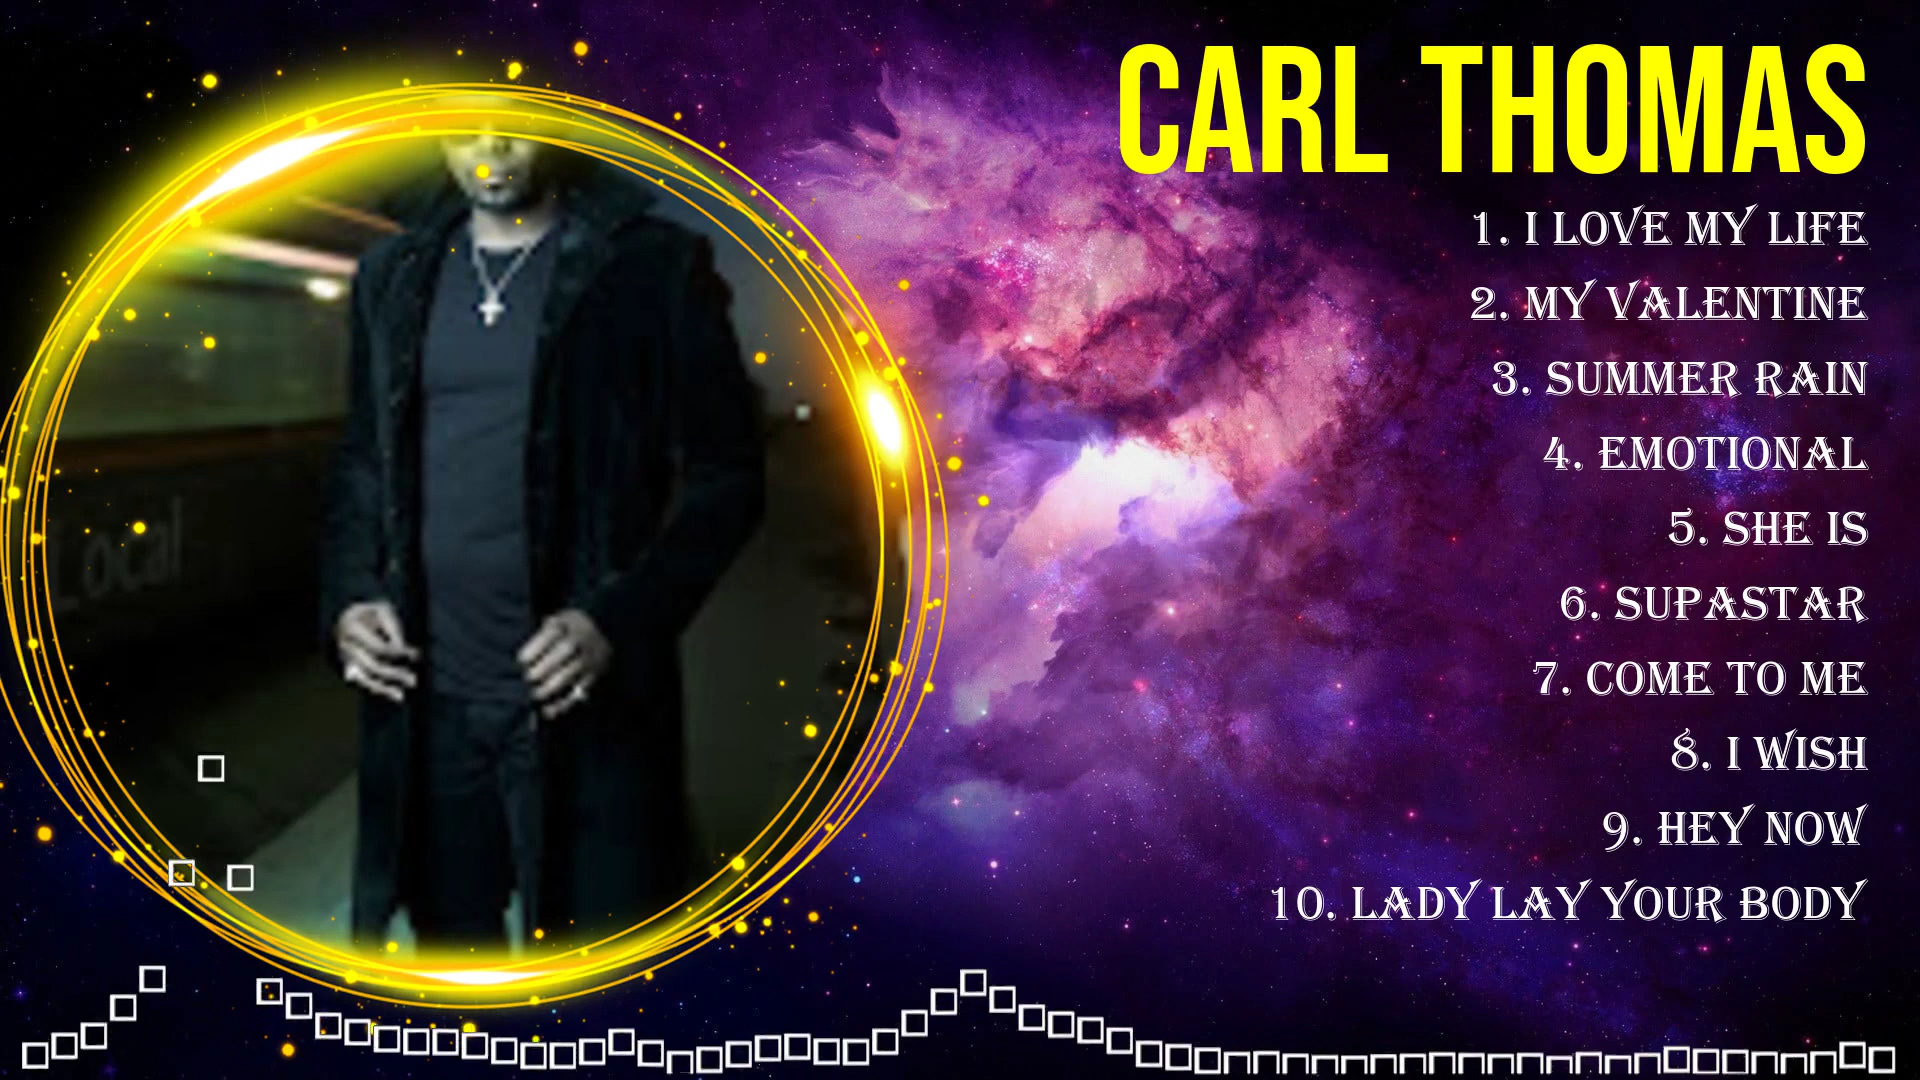 CARL THOMAS
1. I LOVE MY LIFE
2. MY VALENTINE
3. SUMMER RAIN
4. EMOTIONAL
5. SHE IS
6. SUPASTAR
7. COME TO ME
8. I WISH
9. HEY NOW
10. LADY LAY YOUR BODY
Local